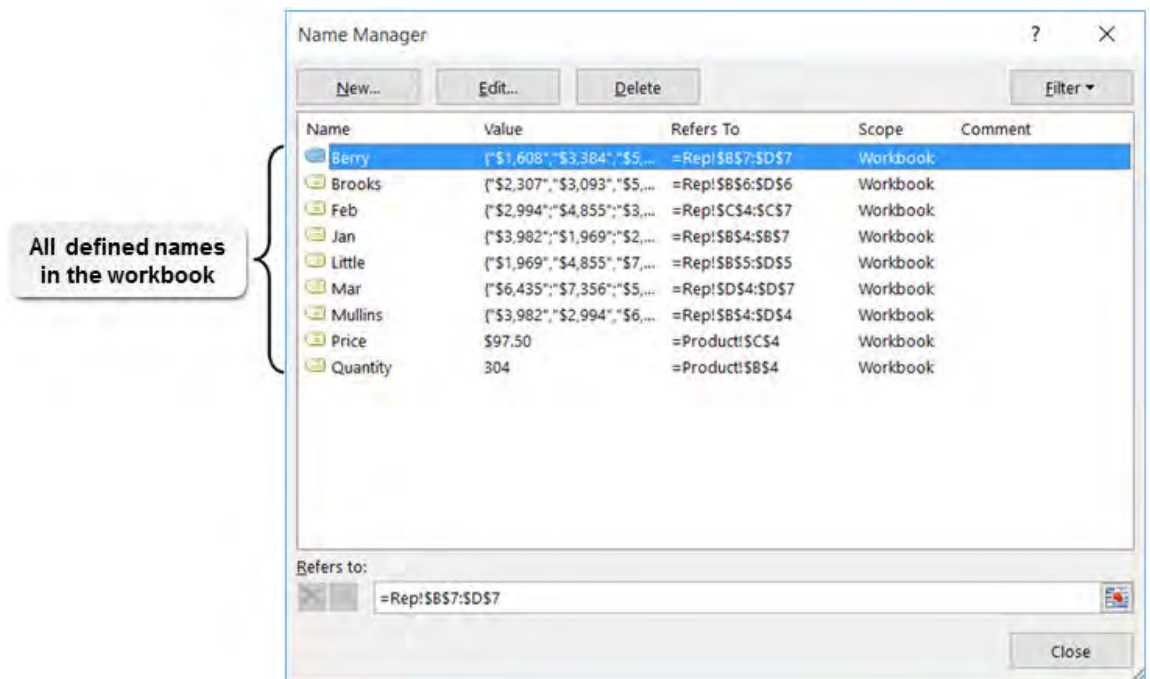 Name Manager ? ×
New... Edit... Delete Filter
Name Value Refers To Scope Comment
Berry {"$1,608","$3,384","$5,... =Rep!$B$7:$D$7 Workbook
Brooks {"$2,307","$3,093","$5,... =Rep!$B$6:$D$6 Workbook
Feb {"$2,994";"$4,855";"$3,... =Rep!$C$4:$C$7 Workbook
Jan {"$3,982";"$1,969";"$2,... =Rep!$B$4:$B$7 Workbook
Little {"$1,969","$4,855","$7,... =Rep!$B$5:$D$5 Workbook
Mar {"$6,435";"$7,356";"$5,... =Rep!$D$4:$D$7 Workbook
Mullins {"$3,982","$2,994","$6,... =Rep!$B$4:$D$4 Workbook
Price $97.50 =Product!$C$4 Workbook
Quantity 304 =Product!$B$4 Workbook
All defined names
in the workbook
Refers to:
=Rep!$B$7:$D$7
Close